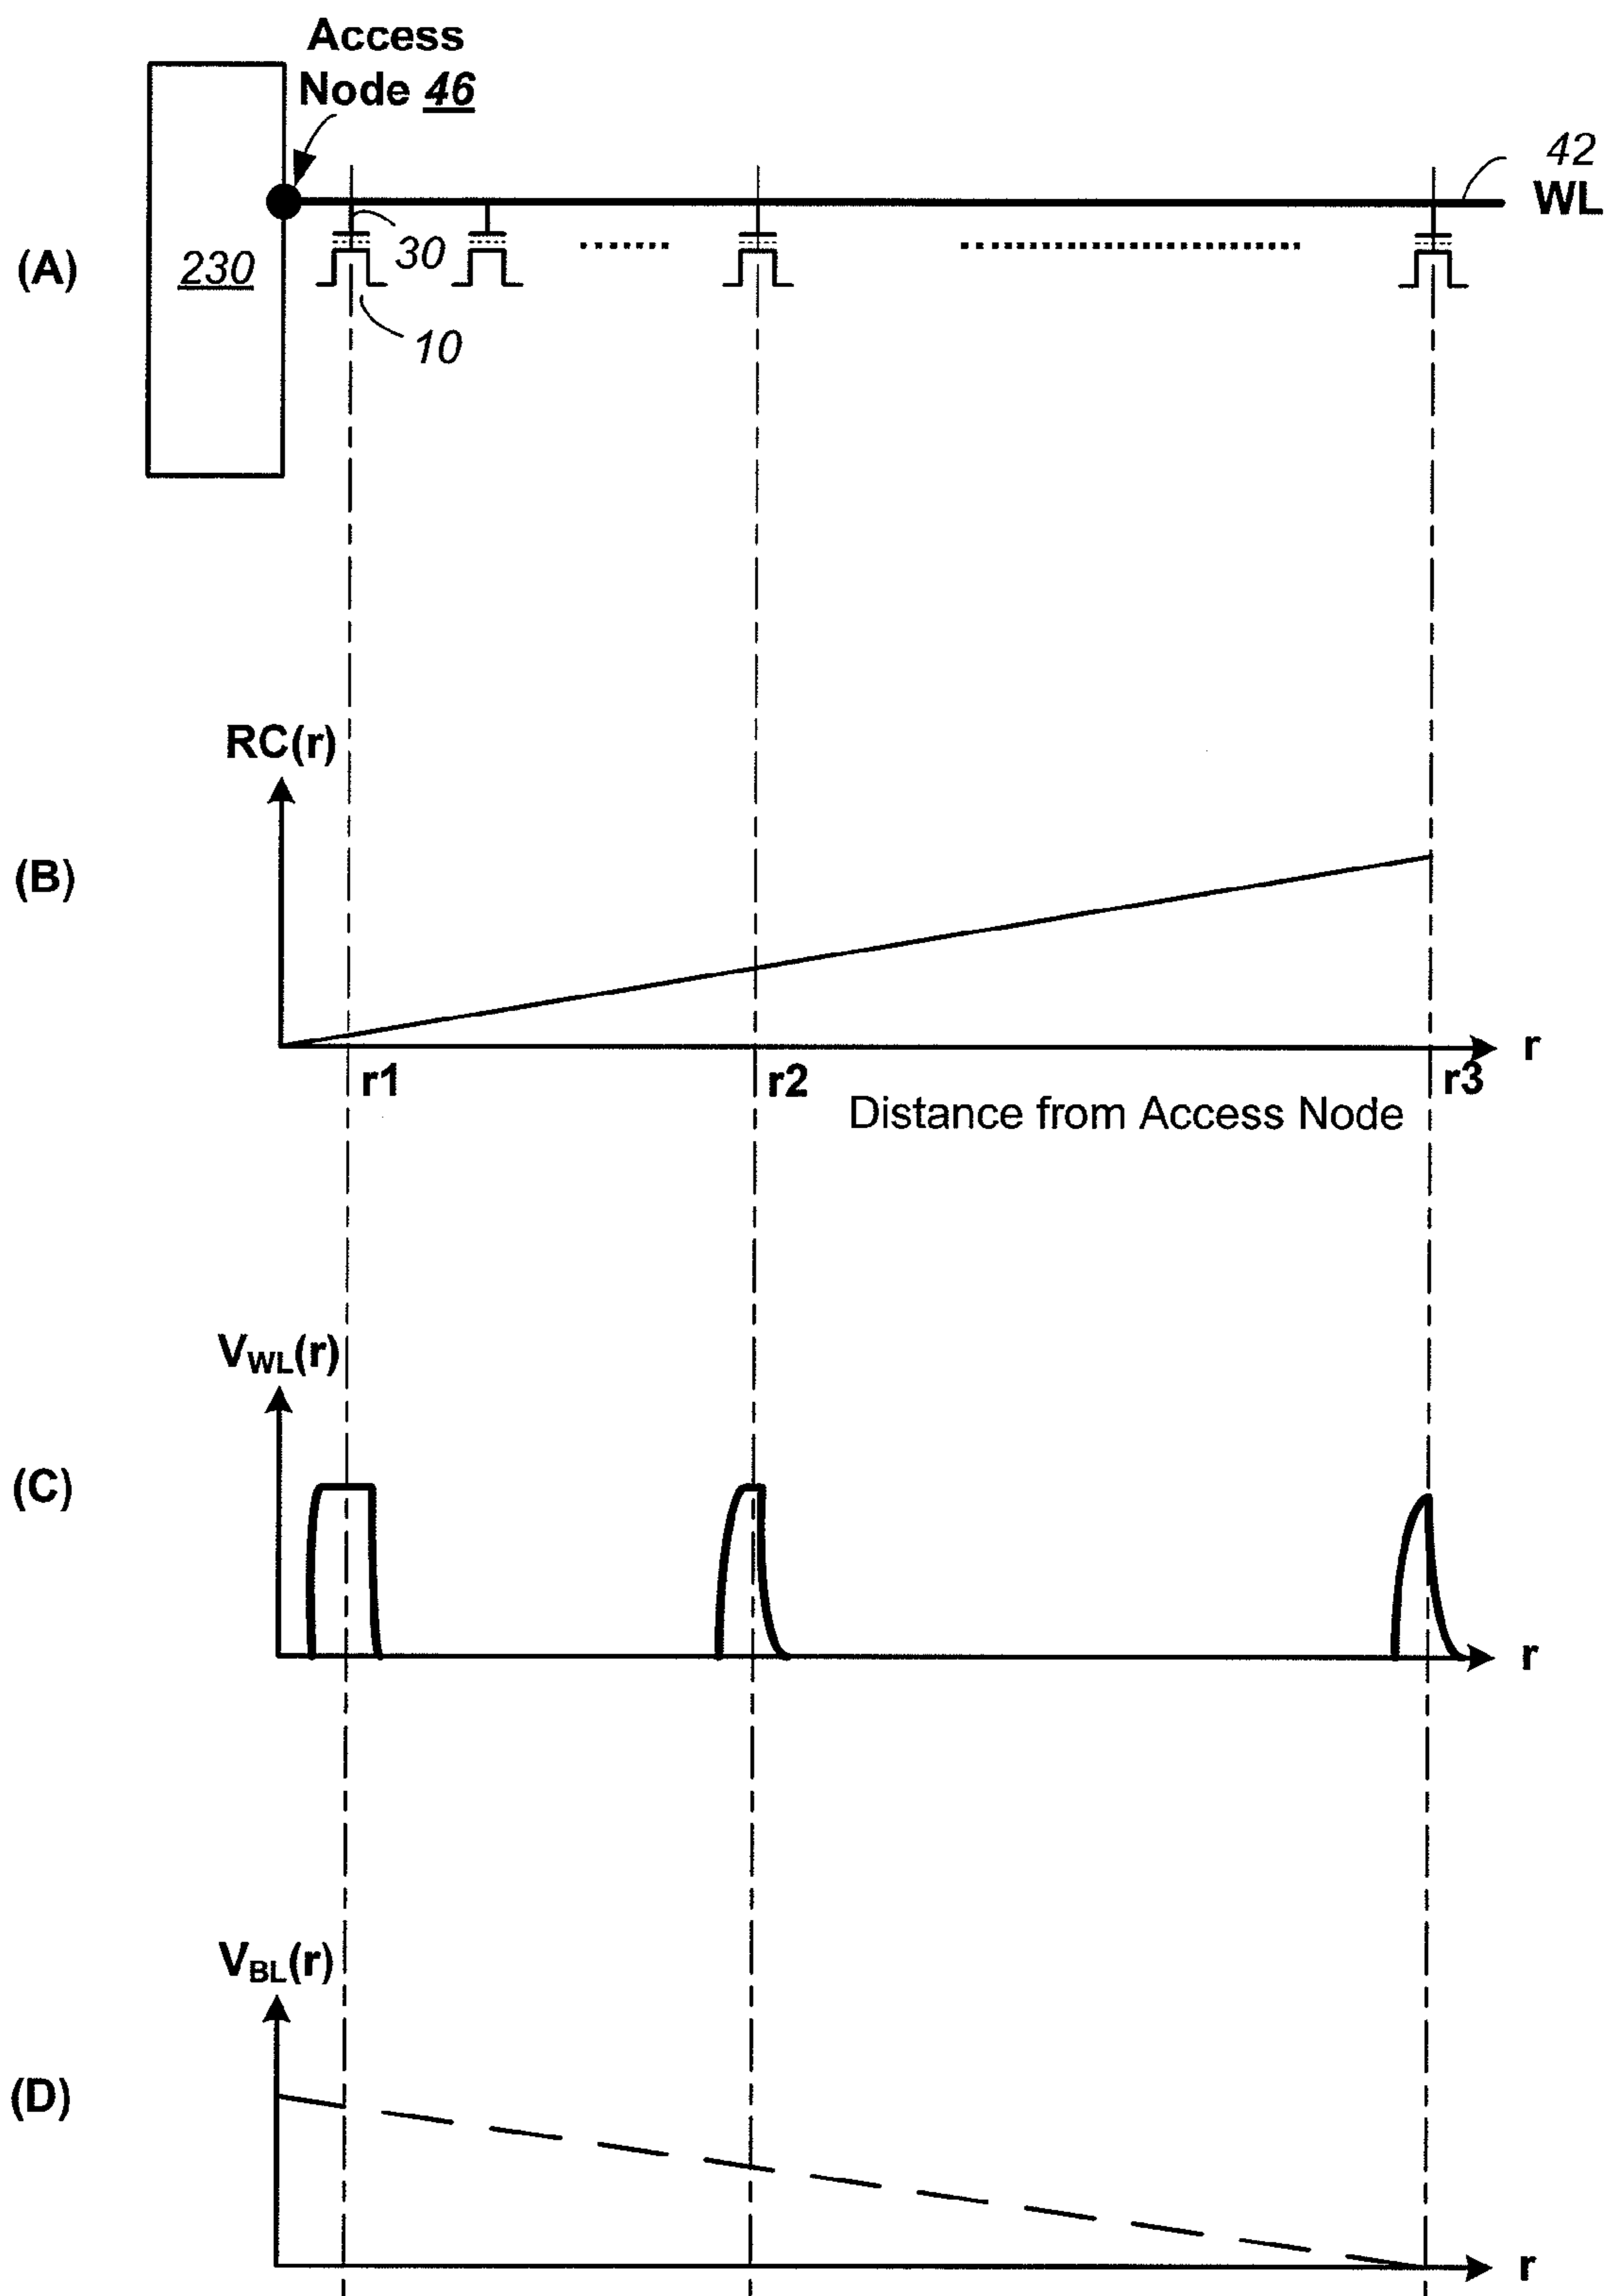 Access
Node 46
42
WL
(A)
230
30
10
RC(r)
(B)
r
r1
r2
r3
Distance from Access Node
VWL(r)
(C)
r
VBL(r)
(D)
r